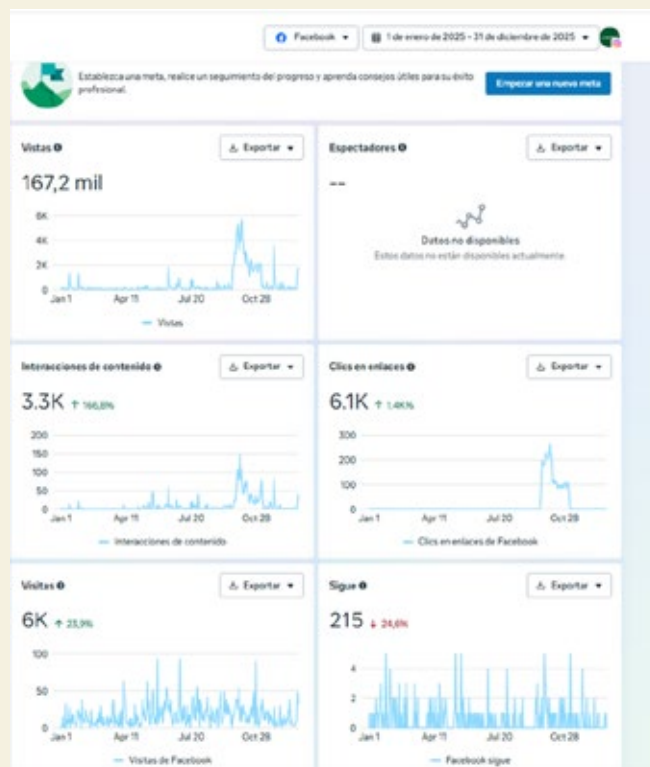 Facebook
1 de enero de 2025 - 31 de diciembre de 2025
Establezca una meta, realice un seguimiento del progreso y aprenda consejos útiles para su éxito
profesional.
Empezar una nueva meta
Vistas
Exportar
167,2 mil
6K
4K
2K
0
Jan 1 Apr 11 Jul 20 Oct 28
Vistas
Espectadores
Exportar
--
Datos no disponibles
Estos datos no están disponibles actualmente.
Interacciones de contenido
Exportar
3.3K ↑ 166,8%
200
150
100
50
0
Jan 1 Apr 11 Jul 20 Oct 28
Interacciones de contenido
Clics en enlaces
Exportar
6.1K ↑ 1.4K%
300
200
100
0
Jan 1 Apr 11 Jul 20 Oct 28
Clics en enlaces de Facebook
Visitas
Exportar
6K ↑ 23,9%
100
50
0
Jan 1 Apr 11 Jul 20 Oct 28
Visitas de Facebook
Sigue
Exportar
215 ↓ 24,6%
4
2
0
Jan 1 Apr 11 Jul 20 Oct 28
Facebook sigue